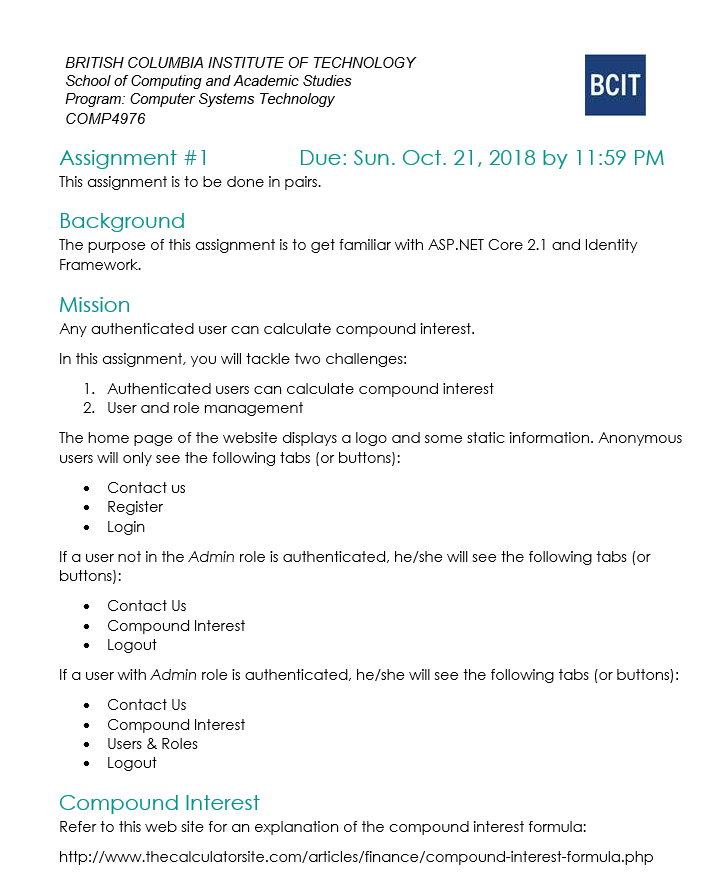 BRITISH COLUMBIA INSTITUTE OF TECHNOLOGY
School of Computing and Academic Studies
Program: Computer Systems Technology
COMP4976
BCIT
Assignment #1 Due: Sun. Oct. 21, 2018 by 11:59 PM
This assignment is to be done in pairs.
Background
The purpose of this assignment is to get familiar with ASP.NET Core 2.1 and Identity
Framework.
Mission
Any authenticated user can calculate compound interest.
In this assignment, you will tackle two challenges:
1. Authenticated users can calculate compound interest
2. User and role management
The home page of the website displays a logo and some static information. Anonymous
users will only see the following tabs (or buttons):
• Contact us
• Register
• Login
If a user not in the Admin role is authenticated, he/she will see the following tabs (or
buttons):
• Contact Us
• Compound Interest
• Logout
If a user with Admin role is authenticated, he/she will see the following tabs (or buttons):
• Contact Us
• Compound Interest
• Users & Roles
• Logout
Compound Interest
Refer to this web site for an explanation of the compound interest formula:
http://www.thecalculatorsite.com/articles/finance/compound-interest-formula.php